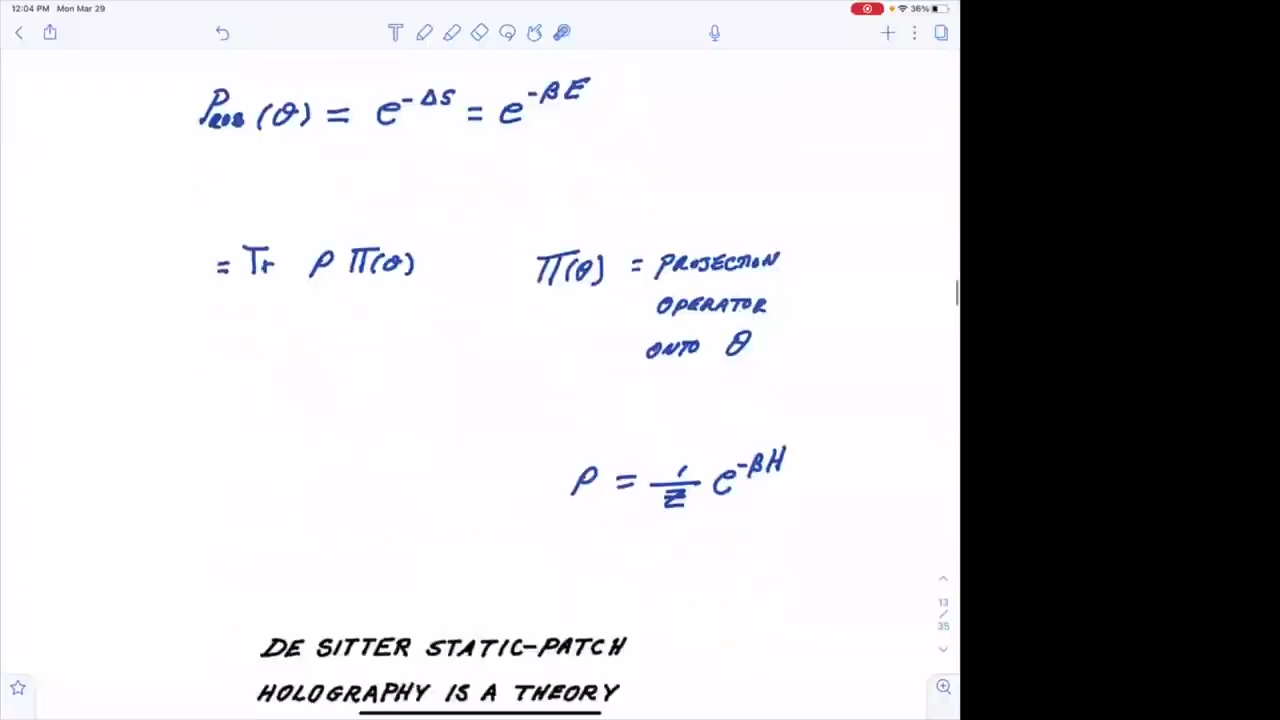 12:04 PM Mon Mar 29 36%
Prob(θ) = e^{-ΔS} = e^{-βE}
= Tr ρ Π(θ) Π(θ) = PROJECTION
OPERATOR
ONTO θ
ρ = 1/Z e^{-βH}
13
/
35
DE SITTER STATIC-PATCH
HOLOGRAPHY IS A THEORY